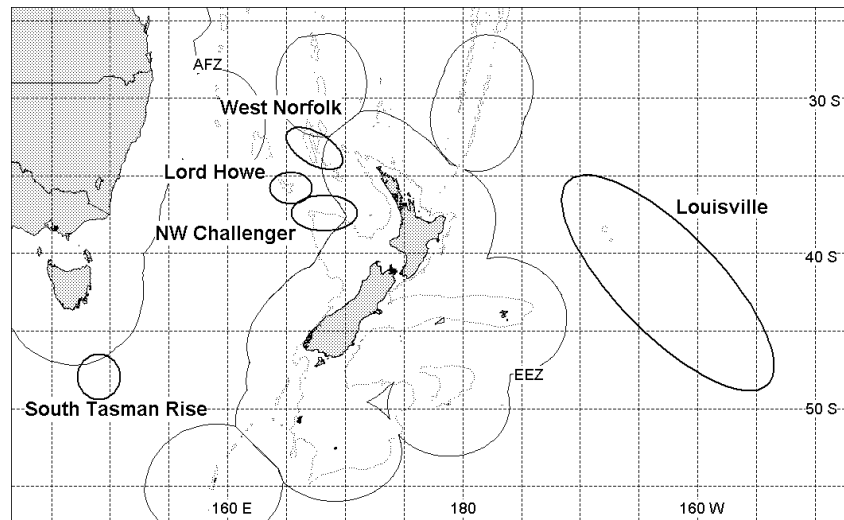 AFZ
West Norfolk
30 S
Lord Howe
Louisville
NW Challenger
40 S
EEZ
South Tasman Rise
50 S
160 E
180
160 W